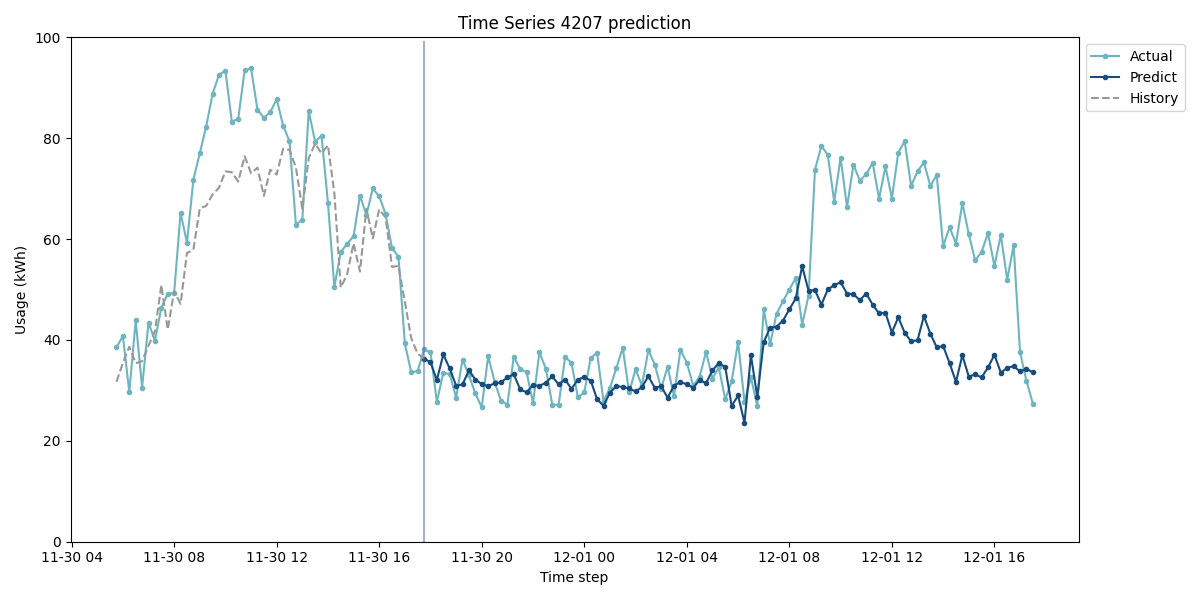 Time Series 4207 prediction
100
80
60
40
20
0
Usage (kWh)
11-30 04 11-30 08 11-30 12 11-30 16 11-30 20 12-01 00 12-01 04 12-01 08 12-01 12 12-01 16
Time step
Actual
Predict
History